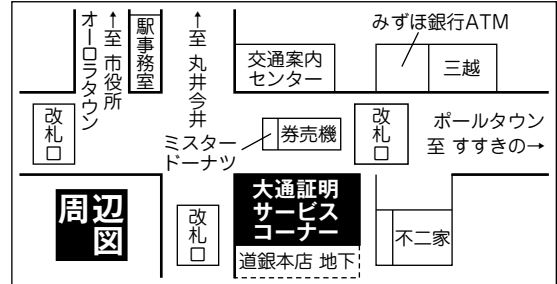 ←至 市役所
オーロラタウン
駅事務室
←至 丸井今井
交通案内
センター
みずほ銀行ATM
三越
改札口
ミスター
ドーナツ
券売機
改札口
ポールタウン
至 すすきの→
周辺
図
改札口
大通証明
サービス
コーナー
道銀本店 地下
不二家